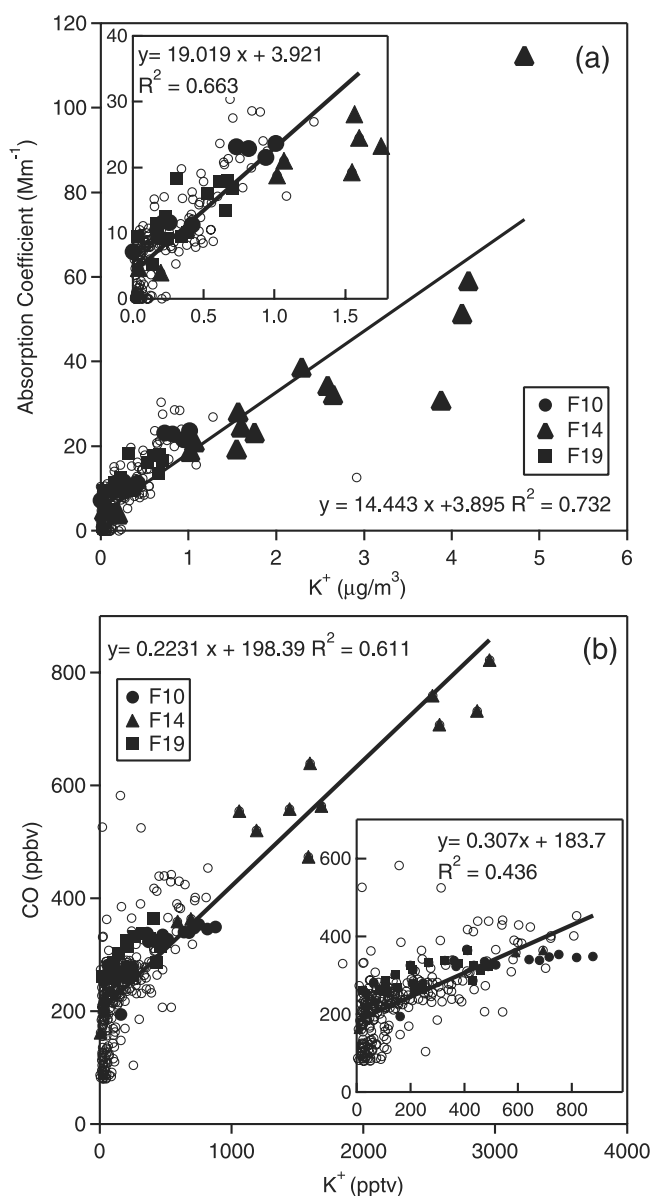 (a)
y= 19.019 x + 3.921
R² = 0.663
40
30
20
10
0
0.0 0.5 1.0 1.5
120
100
80
60
40
20
0
Absorption Coefficient (Mm⁻¹)
F10
F14
F19
y = 14.443 x +3.895 R² = 0.732
0 1 2 3 4 5 6
K⁺ (μg/m³)
(b)
y= 0.2231 x + 198.39 R² = 0.611
F10
F14
F19
800
600
400
200
0
CO (ppbv)
y= 0.307x + 183.7
R² = 0.436
600
400
200
0
0 200 400 600 800
0 1000 2000 3000 4000
K⁺ (pptv)